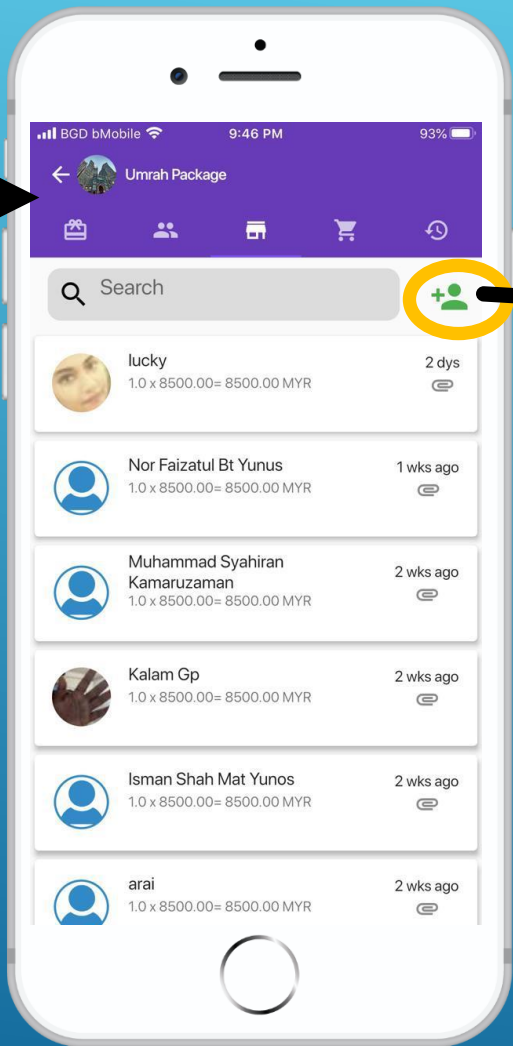 BGD bMobile 9:46 PM 93%
Umrah Package
Search
lucky 2 dys
1.0 x 8500.00= 8500.00 MYR
Nor Faizatul Bt Yunus 1 wks ago
1.0 x 8500.00= 8500.00 MYR
Muhammad Syahiran
Kamaruzaman 2 wks ago
1.0 x 8500.00= 8500.00 MYR
Kalam Gp 2 wks ago
1.0 x 8500.00= 8500.00 MYR
Isman Shah Mat Yunos 2 wks ago
1.0 x 8500.00= 8500.00 MYR
arai 2 wks ago
1.0 x 8500.00= 8500.00 MYR